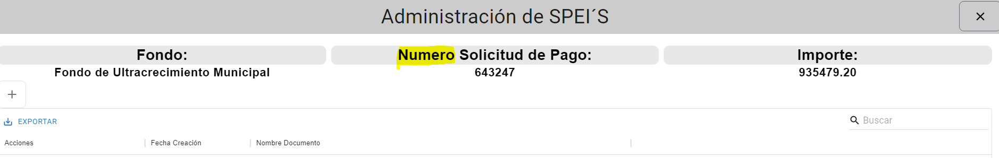 Administración de SPEI´S
Fondo: Numero Solicitud de Pago: Importe:
Fondo de Ultracrecimiento Municipal 643247 935479.20
EXPORTAR Buscar
Acciones Fecha Creación Nombre Documento